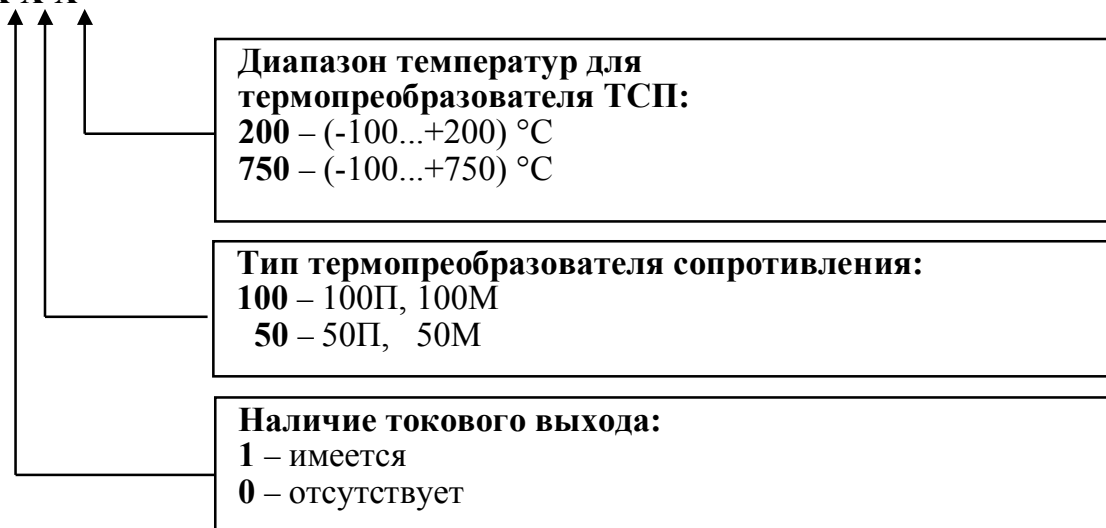 Диапазон температур для
термопреобразователя ТСП:
200 – (-100...+200) °C
750 – (-100...+750) °C
Тип термопреобразователя сопротивления:
100 – 100П, 100М
50 – 50П, 50М
Наличие токового выхода:
1 – имеется
0 – отсутствует